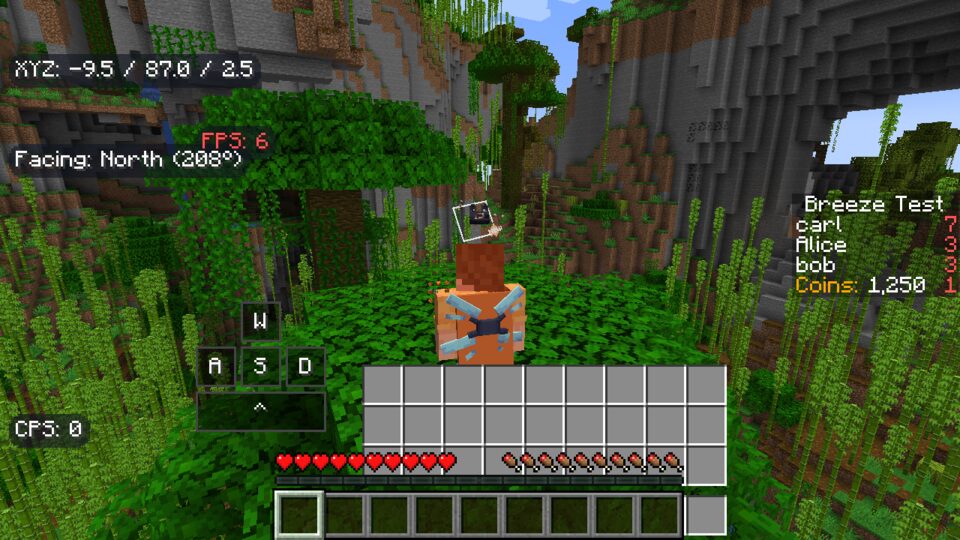 XYZ: -9.5 / 87.0 / 2.5
FPS: 6
Facing: North (208°)
Breeze Test
carl 7
Alice 3
bob 3
Coins: 1,250 1
W
A S D
^
CPS: 0